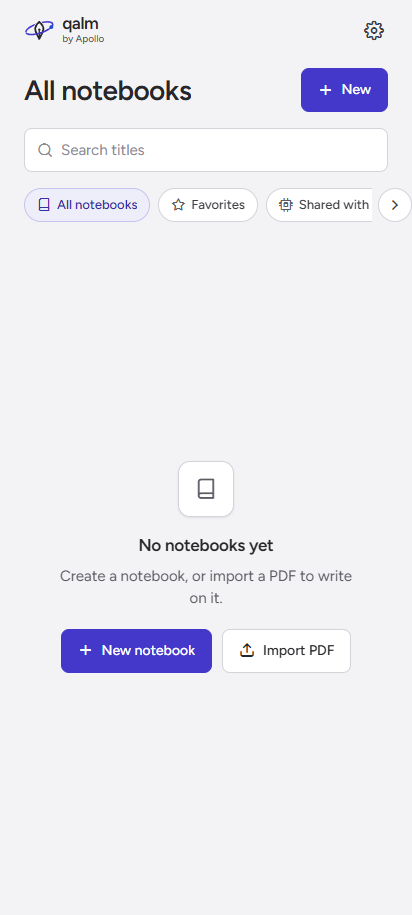 qalm
by Apollo
All notebooks
New
Search titles
All notebooks
Favorites
Shared with
No notebooks yet
Create a notebook, or import a PDF to write
on it.
New notebook
Import PDF